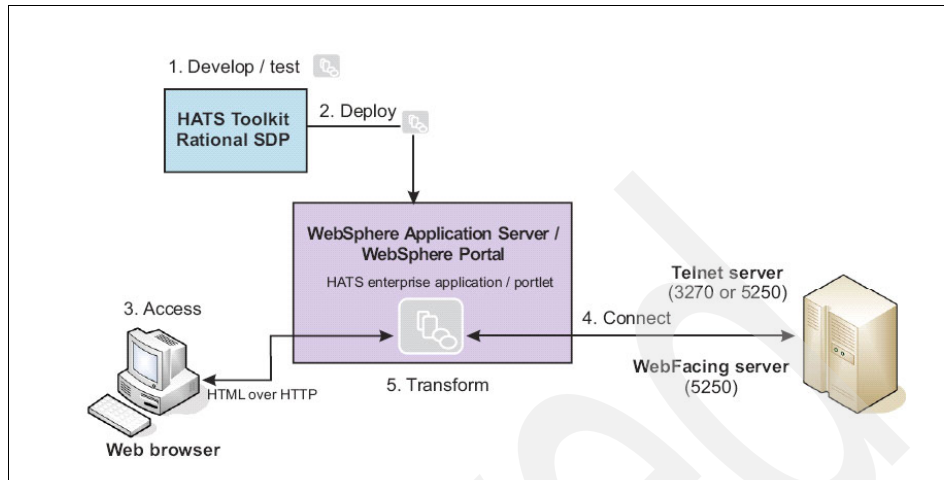 1. Develop / test
HATS Toolkit
Rational SDP
2. Deploy
WebSphere Application Server /
WebSphere Portal
HATS enterprise application / portlet
3. Access
HTML over HTTP
Web browser
4. Connect
5. Transform
Telnet server
(3270 or 5250)
WebFacing server
(5250)